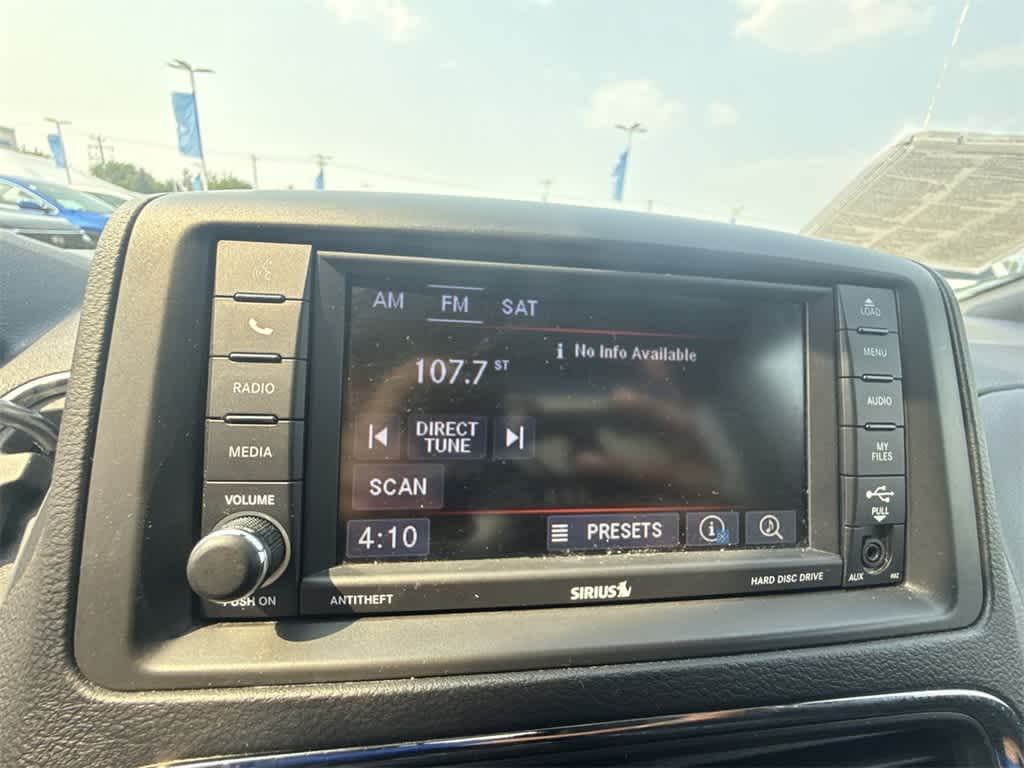 AM FM SAT
107.7 ST
i No Info Available
DIRECT
TUNE
SCAN
4:10
PRESETS
i
RADIO
MEDIA
VOLUME
PUSH ON
ANTITHEFT
SIRIUS
HARD DISC DRIVE
LOAD
MENU
AUDIO
MY
FILES
PULL
AUX